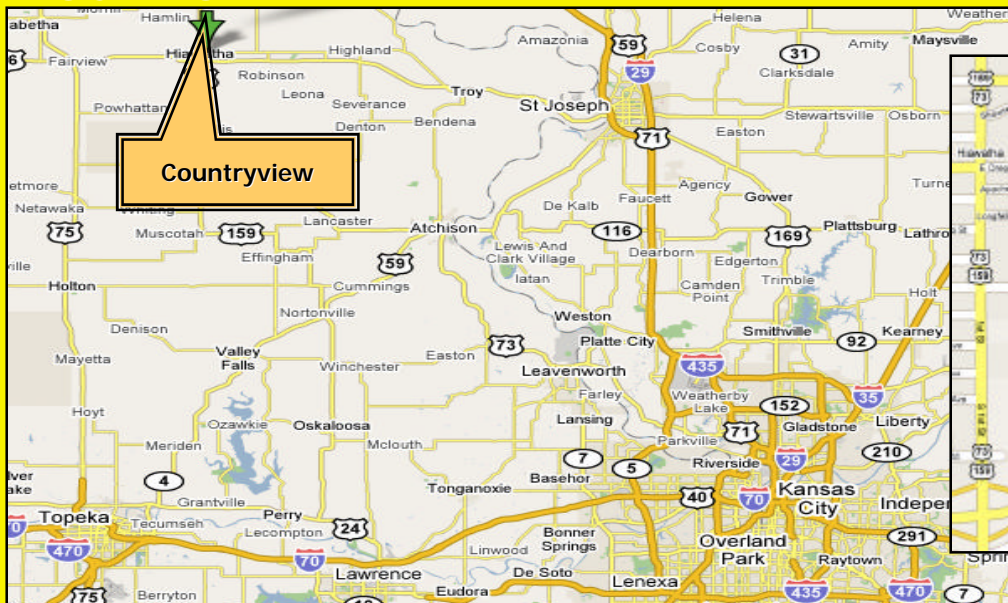 Hamlin
Helena
Weather
Amazonia
59
Cosby
31
Amity
Maysville
Fairview
Highland
29
Clarksdale
Robinson
Leona
Troy
Powhattan
Severance
St Joseph
Stewartsville
Osborn
Denton
Bendena
71
Easton
Countryview
Agency
Netawaka
De Kalb
Faucett
Gower
75
Muscotah
159
Lancaster
Atchison
116
169
Plattsburg
Effingham
59
Lewis And
Clark Village
Dearborn
Edgerton
Iatan
Camden
Point
Trimble
Holton
Cummings
Holt
Nortonville
Weston
Denison
Smithville
Kearney
Mayetta
Valley
Falls
Easton
73
Platte City
92
Winchester
Leavenworth
435
Farley
Weatherby
Lake
152
35
Hoyt
Ozawkie
Oskaloosa
Lansing
71
Gladstone
Liberty
Meriden
Mclouth
Parkville
7
5
Riverside
29
210
4
Tonganoxie
Basehor
40
70
Kansas
City
Grantville
Perry
24
Topeka
Tecumseh
Lecompton
Bonner
Springs
Overland
Park
291
470
70
Linwood
Raytown
Lawrence
De Soto
75
Berryton
Eudora
Lenexa
435
470
7
73
Hiawatha
73
159
73
159